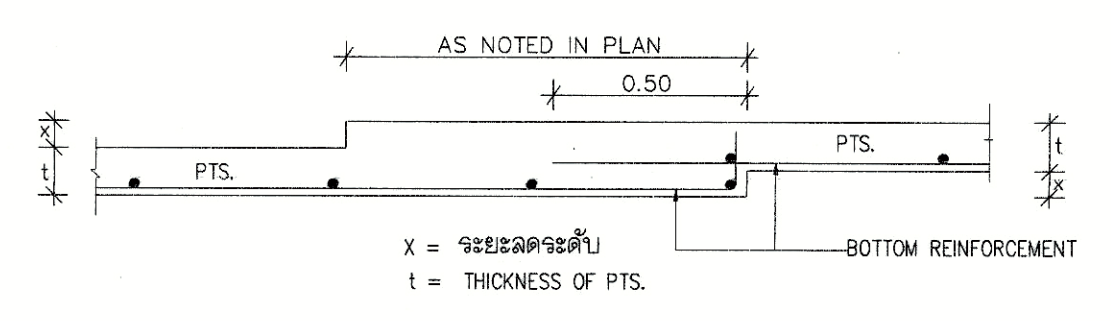 AS NOTED IN PLAN
0.50
x
t
PTS.
PTS.
t
x
X = ระยะลดระดับ
BOTTOM REINFORCEMENT
t = THICKNESS OF PTS.